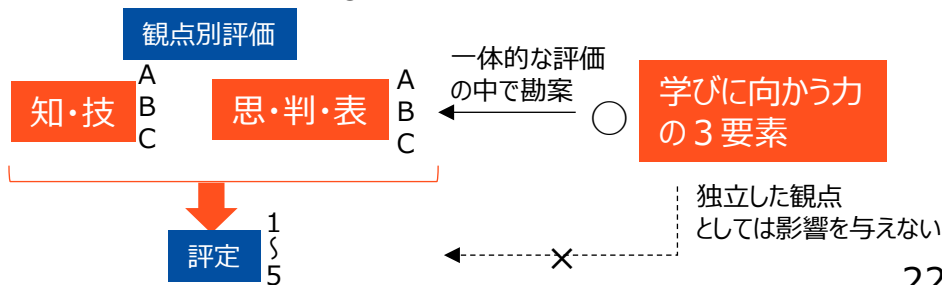 観点別評価
知・技
A
B
C
思・判・表
A
B
C
一体的な評価
の中で勘案
○
学びに向かう力
の３要素
独立した観点
としては影響を与えない
×
評定
1
〜
5
22